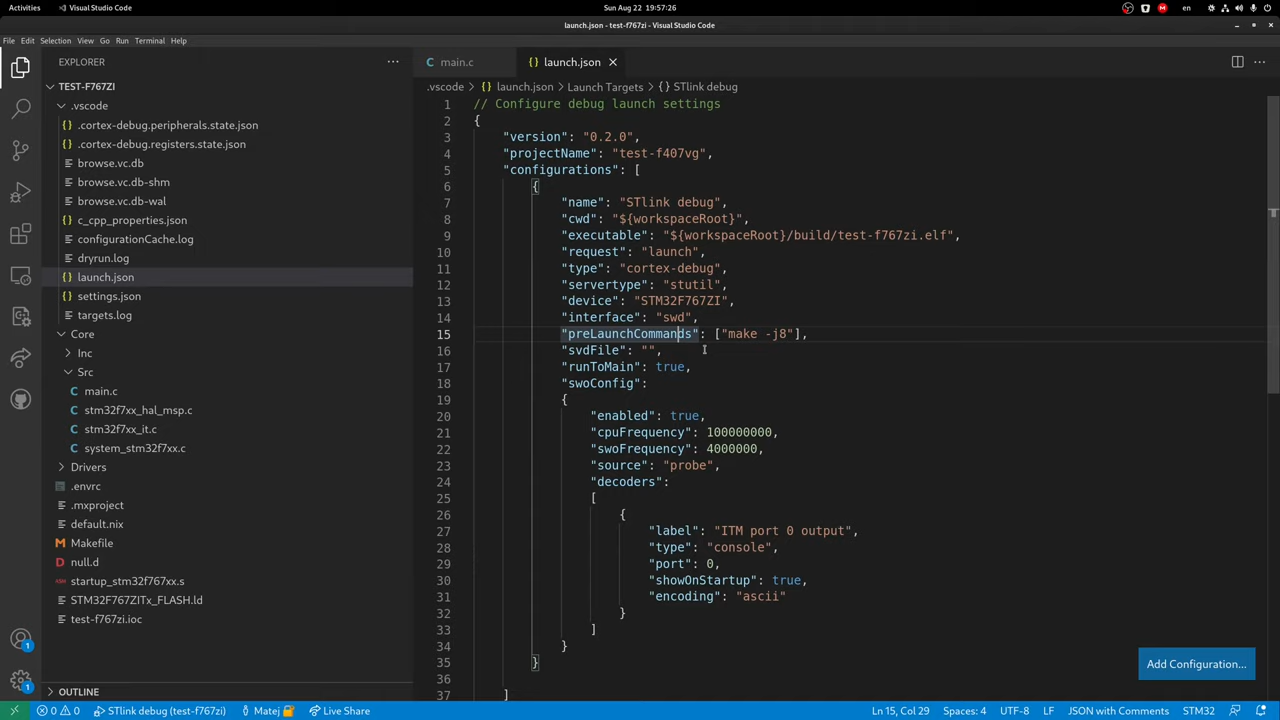 Activities
Visual Studio Code
Sun Aug 22 19:57:26
en
launch.json - test-f767zi - Visual Studio Code
File Edit Selection View Go Run Terminal Help
EXPLORER
main.c
launch.json
TEST-F767ZI
.vscode
.cortex-debug.peripherals.state.json
.cortex-debug.registers.state.json
browse.vc.db
browse.vc.db-shm
browse.vc.db-wal
c_cpp_properties.json
configurationCache.log
dryrun.log
launch.json
settings.json
targets.log
Core
Inc
Src
main.c
stm32f7xx_hal_msp.c
stm32f7xx_it.c
system_stm32f7xx.c
Drivers
.envrc
.mxproject
default.nix
Makefile
null.d
startup_stm32f767xx.s
STM32F767ZITx_FLASH.ld
test-f767zi.ioc
OUTLINE
.vscode > launch.json > Launch Targets > {} STlink debug
1 // Configure debug launch settings
2 {
3 "version": "0.2.0",
4 "projectName": "test-f407vg",
5 "configurations": [
6 {
7 "name": "STlink debug",
8 "cwd": "${workspaceRoot}",
9 "executable": "${workspaceRoot}/build/test-f767zi.elf",
10 "request": "launch",
11 "type": "cortex-debug",
12 "servertype": "stutil",
13 "device": "STM32F767ZI",
14 "interface": "swd",
15 "preLaunchCommands": ["make -j8"],
16 "svdFile": "",
17 "runToMain": true,
18 "swoConfig":
19 {
20 "enabled": true,
21 "cpuFrequency": 100000000,
22 "swoFrequency": 4000000,
23 "source": "probe",
24 "decoders":
25 [
26 {
27 "label": "ITM port 0 output",
28 "type": "console",
29 "port": 0,
30 "showOnStartup": true,
31 "encoding": "ascii"
32 }
33 ]
34 }
35 }
36
37 ]
Add Configuration...
1
1
0 0 STlink debug (test-f767zi) Matej Live Share
Ln 15, Col 29 Spaces: 4 UTF-8 LF JSON with Comments STM32